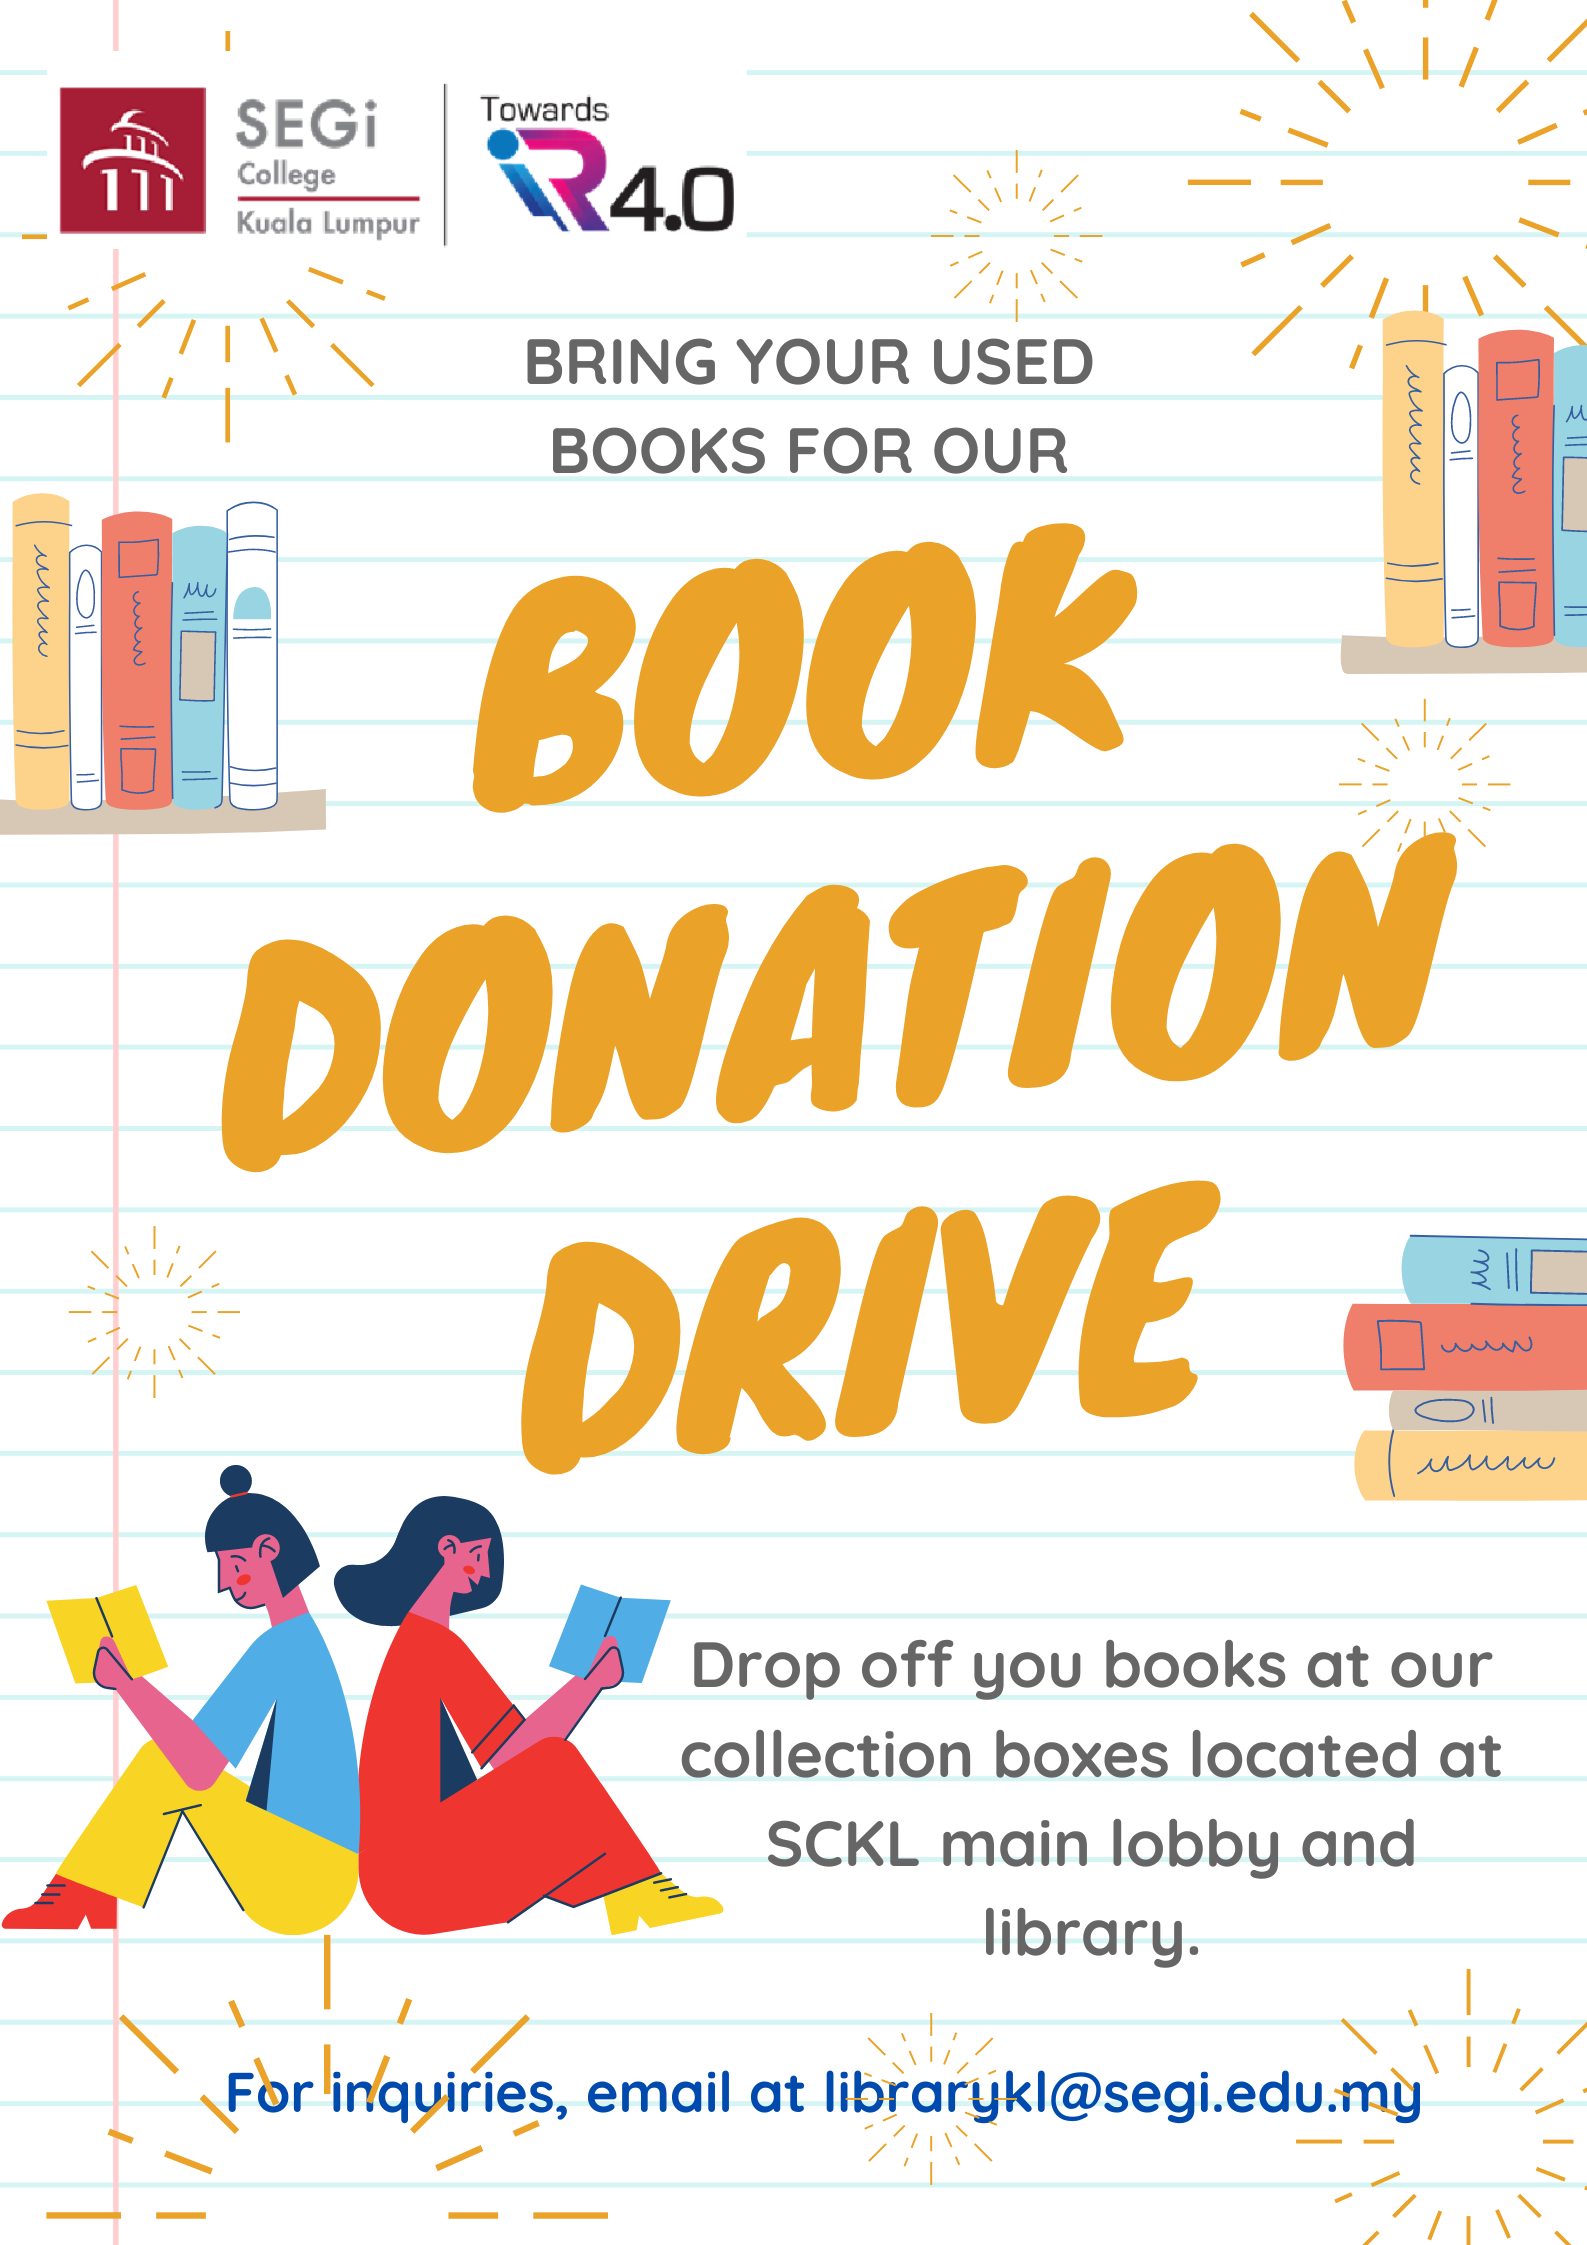 SEGi
College
Kuala Lumpur
Towards
iR4.0
BRING YOUR USED
BOOKS FOR OUR
BOOK
DONATION
DRIVE
Drop off you books at our
collection boxes located at
SCKL main lobby and
library.
For inquiries, email at librarykl@segi.edu.my